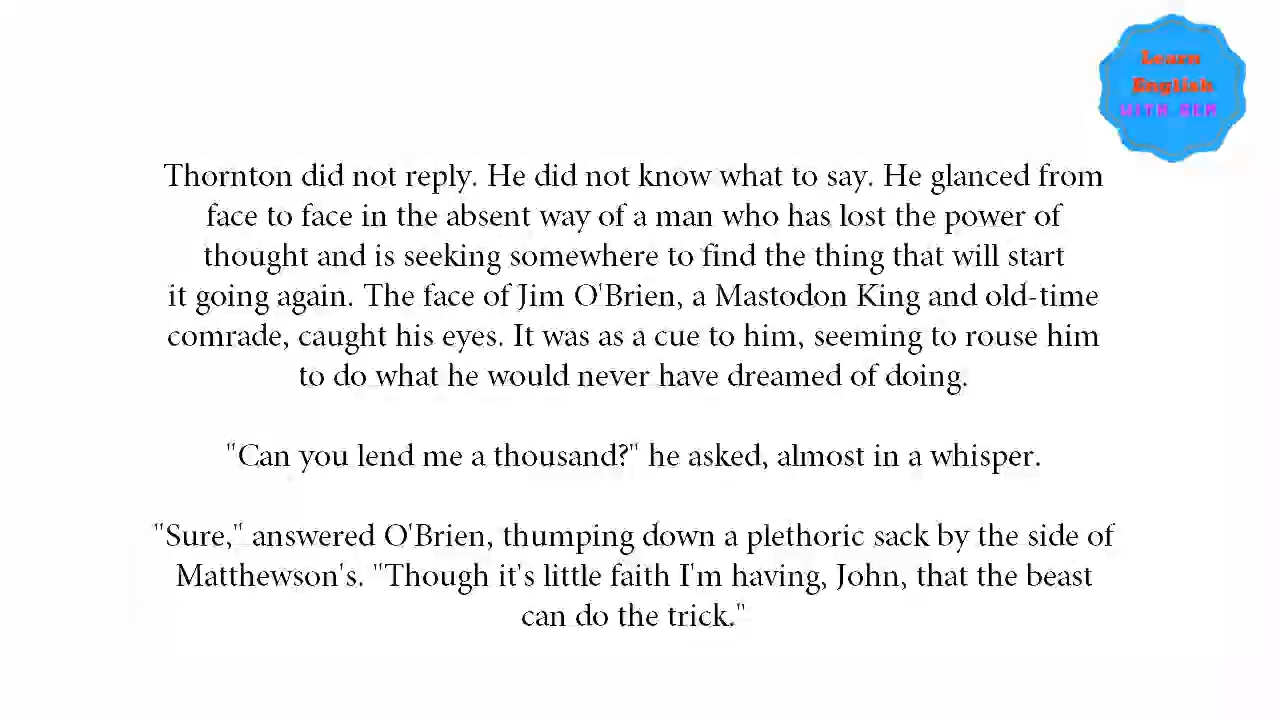 Learn
English
WITH GEM
Thornton did not reply. He did not know what to say. He glanced from
face to face in the absent way of a man who has lost the power of
thought and is seeking somewhere to find the thing that will start
it going again. The face of Jim O'Brien, a Mastodon King and old-time
comrade, caught his eyes. It was as a cue to him, seeming to rouse him
to do what he would never have dreamed of doing.
"Can you lend me a thousand?" he asked, almost in a whisper.
"Sure," answered O'Brien, thumping down a plethoric sack by the side of
Matthewson's. "Though it's little faith I'm having, John, that the beast
can do the trick."